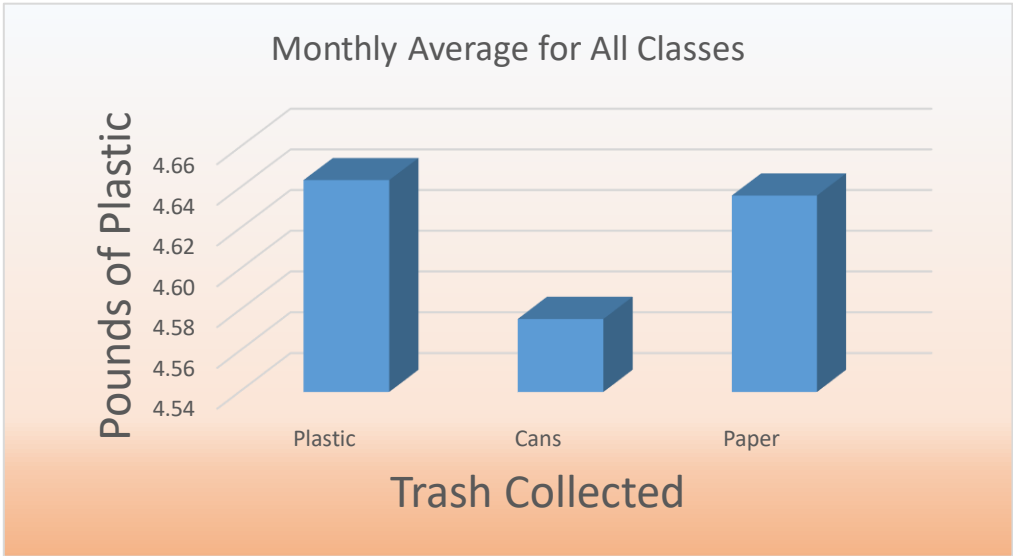 Monthly Average for All Classes
Pounds of Plastic
4.66
4.64
4.62
4.60
4.58
4.56
4.54
Plastic Cans Paper
Trash Collected